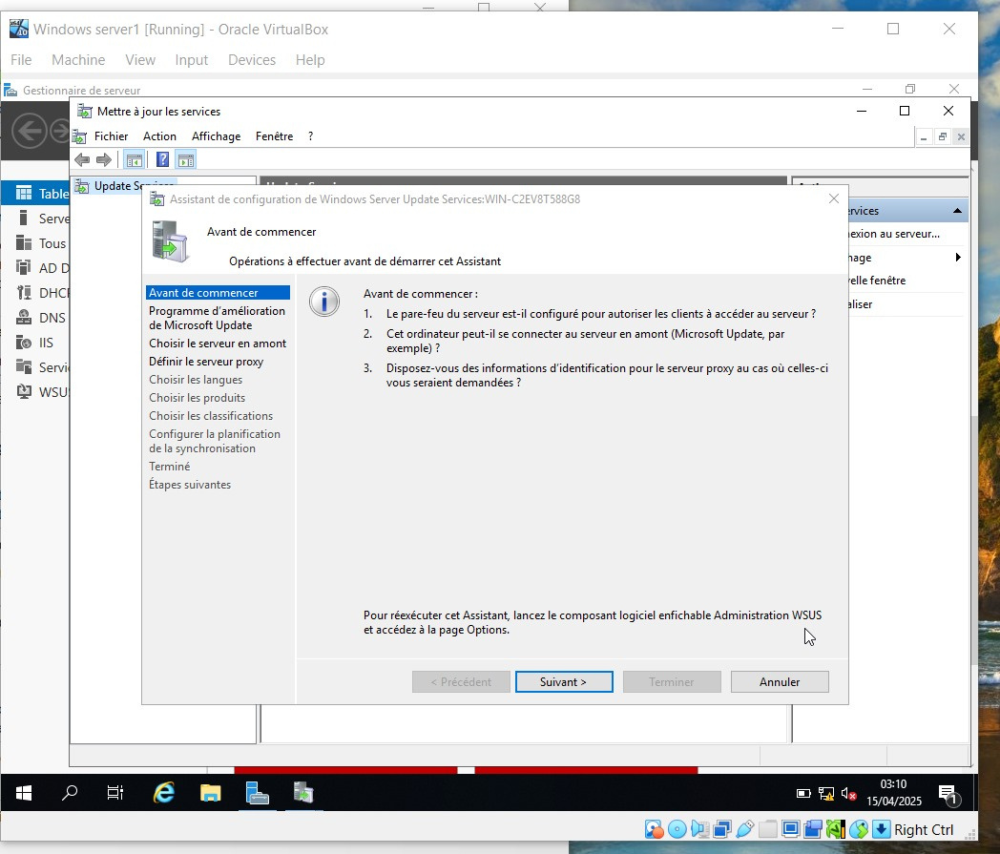 Windows server1 [Running] - Oracle VirtualBox
File Machine View Input Devices Help
Gestionnaire de serveur
Mettre à jour les services
Fichier Action Affichage Fenêtre ?
Update Services
Assistant de configuration de Windows Server Update Services:WIN-C2EV8T588G8
Avant de commencer
Opérations à effectuer avant de démarrer cet Assistant
Table
Serve
Tous
AD D
DHCP
DNS
IIS
Servi
WSUS
Avant de commencer
Programme d'amélioration
de Microsoft Update
Choisir le serveur en amont
Définir le serveur proxy
Choisir les langues
Choisir les produits
Choisir les classifications
Configurer la planification
de la synchronisation
Terminé
Étapes suivantes
Avant de commencer :
1. Le pare-feu du serveur est-il configuré pour autoriser les clients à accéder au serveur ?
2. Cet ordinateur peut-il se connecter au serveur en amont (Microsoft Update, par
exemple) ?
3. Disposez-vous des informations d'identification pour le serveur proxy au cas où celles-ci
vous seraient demandées ?
Pour réexécuter cet Assistant, lancez le composant logiciel enfichable Administration WSUS
et accédez à la page Options.
< Précédent Suivant > Terminer Annuler
ervices
nexion au serveur...
hage
velle fenêtre
aliser
03:10
15/04/2025
1
Right Ctrl